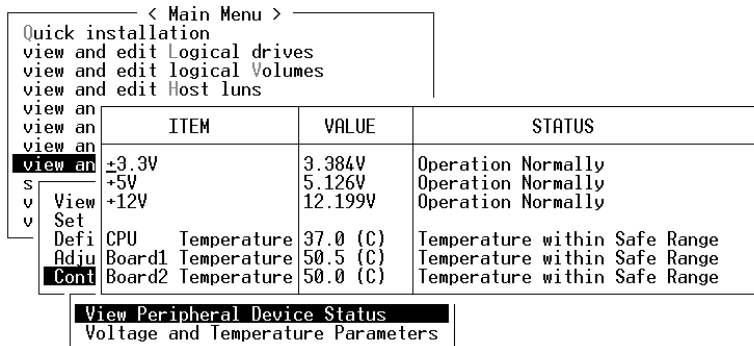 < Main Menu >
Quick installation
view and edit Logical drives
view and edit logical Volumes
view and edit Host luns
view an
view an
view an
view an
s
v
v
View
Set
Defi
Adju
Cont
ITEM VALUE STATUS
+3.3V 3.384V Operation Normally
+5V 5.126V Operation Normally
+12V 12.199V Operation Normally
CPU Temperature 37.0 (C) Temperature within Safe Range
Board1 Temperature 50.5 (C) Temperature within Safe Range
Board2 Temperature 50.0 (C) Temperature within Safe Range
View Peripheral Device Status
Voltage and Temperature Parameters